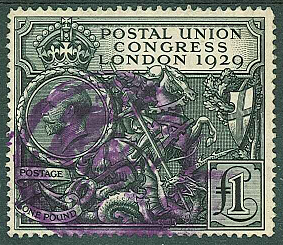 POSTAL UNION
CONGRESS
LONDON 1929
POSTAGE
ONE POUND
£1